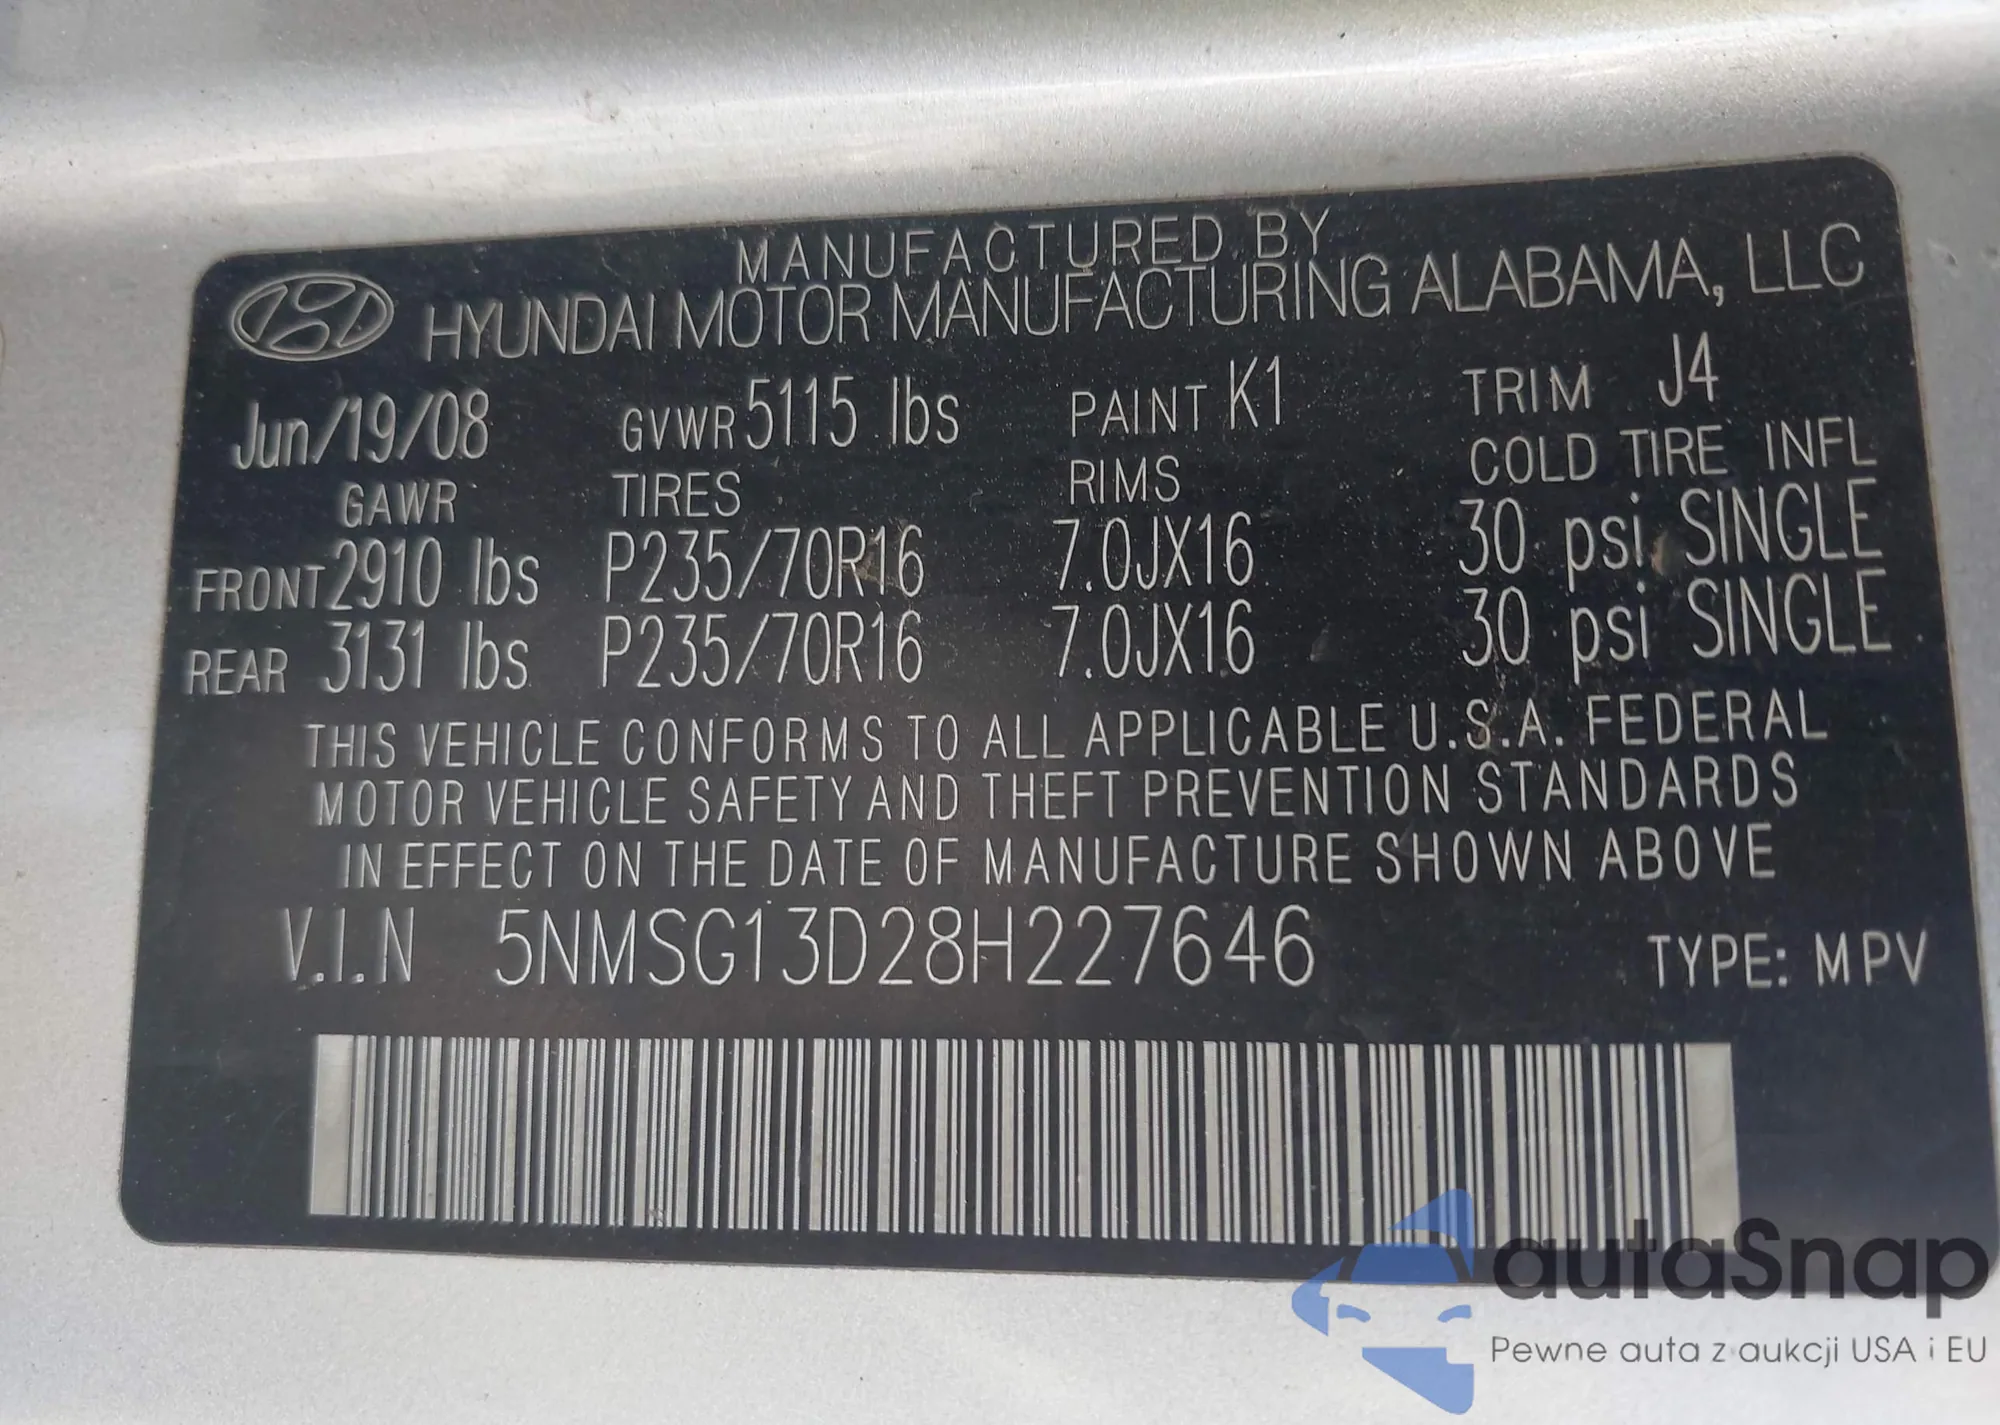 MANUFACTURED BY
HYUNDAI MOTOR MANUFACTURING ALABAMA, LLC
Jun/19/08 GVWR 5115 lbs PAINT K1 TRIM J4
GAWR TIRES RIMS COLD TIRE INFL
FRONT 2910 lbs P235/70R16 7.0JX16 30 psi SINGLE
REAR 3131 lbs P235/70R16 7.0JX16 30 psi SINGLE
THIS VEHICLE CONFORMS TO ALL APPLICABLE U.S.A. FEDERAL
MOTOR VEHICLE SAFETY AND THEFT PREVENTION STANDARDS
IN EFFECT ON THE DATE OF MANUFACTURE SHOWN ABOVE
V.I.N 5NMSG13D28H227646 TYPE: MPV
autaSnap
Pewne auta z aukcji USA i EU